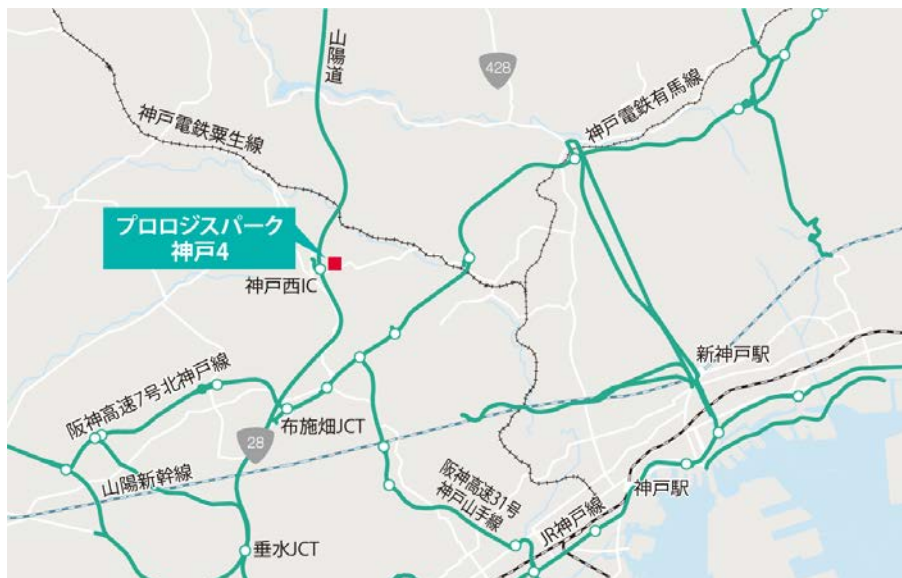 山陽道
428
神戸電鉄有馬線
神戸電鉄粟生線
プロロジスパーク
神戸4
神戸西IC
新神戸駅
阪神高速7号北神戸線
布施畑JCT
28
山陽新幹線
阪神高速31号
神戸山手線
神戸駅
JR神戸線
垂水JCT